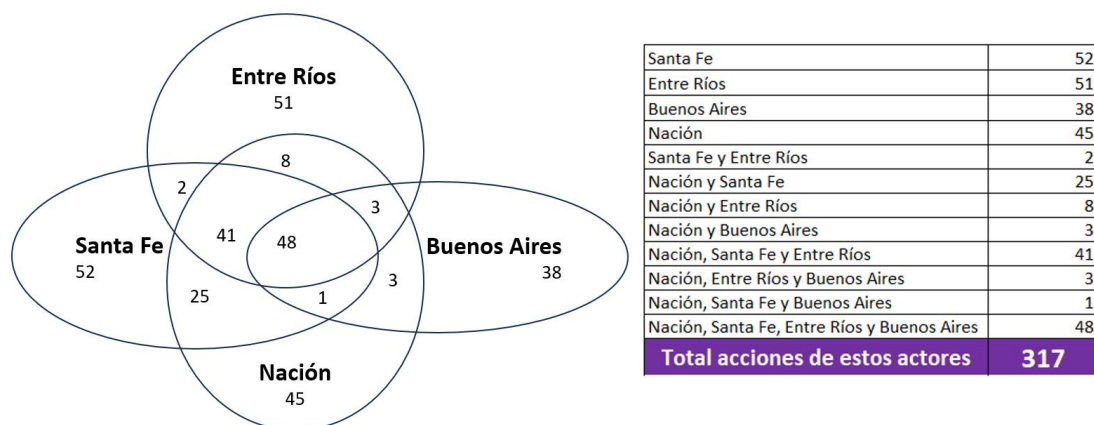 Entre Ríos
51
8
2
3
41
48
Santa Fe
52
Buenos Aires
38
3
25
1
Nación
45
Santa Fe 52
Entre Ríos 51
Buenos Aires 38
Nación 45
Santa Fe y Entre Ríos 2
Nación y Santa Fe 25
Nación y Entre Ríos 8
Nación y Buenos Aires 3
Nación, Santa Fe y Entre Ríos 41
Nación, Entre Ríos y Buenos Aires 3
Nación, Santa Fe y Buenos Aires 1
Nación, Santa Fe, Entre Ríos y Buenos Aires 48
Total acciones de estos actores 317